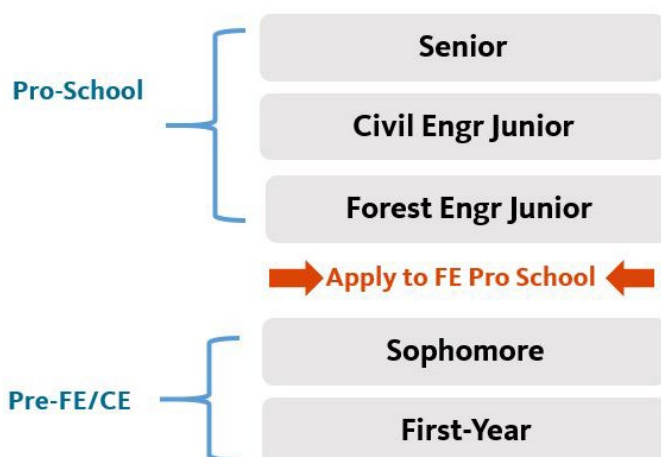 Senior
Pro-School
Civil Engr Junior
Forest Engr Junior
Apply to FE Pro School
Sophomore
Pre-FE/CE
First-Year